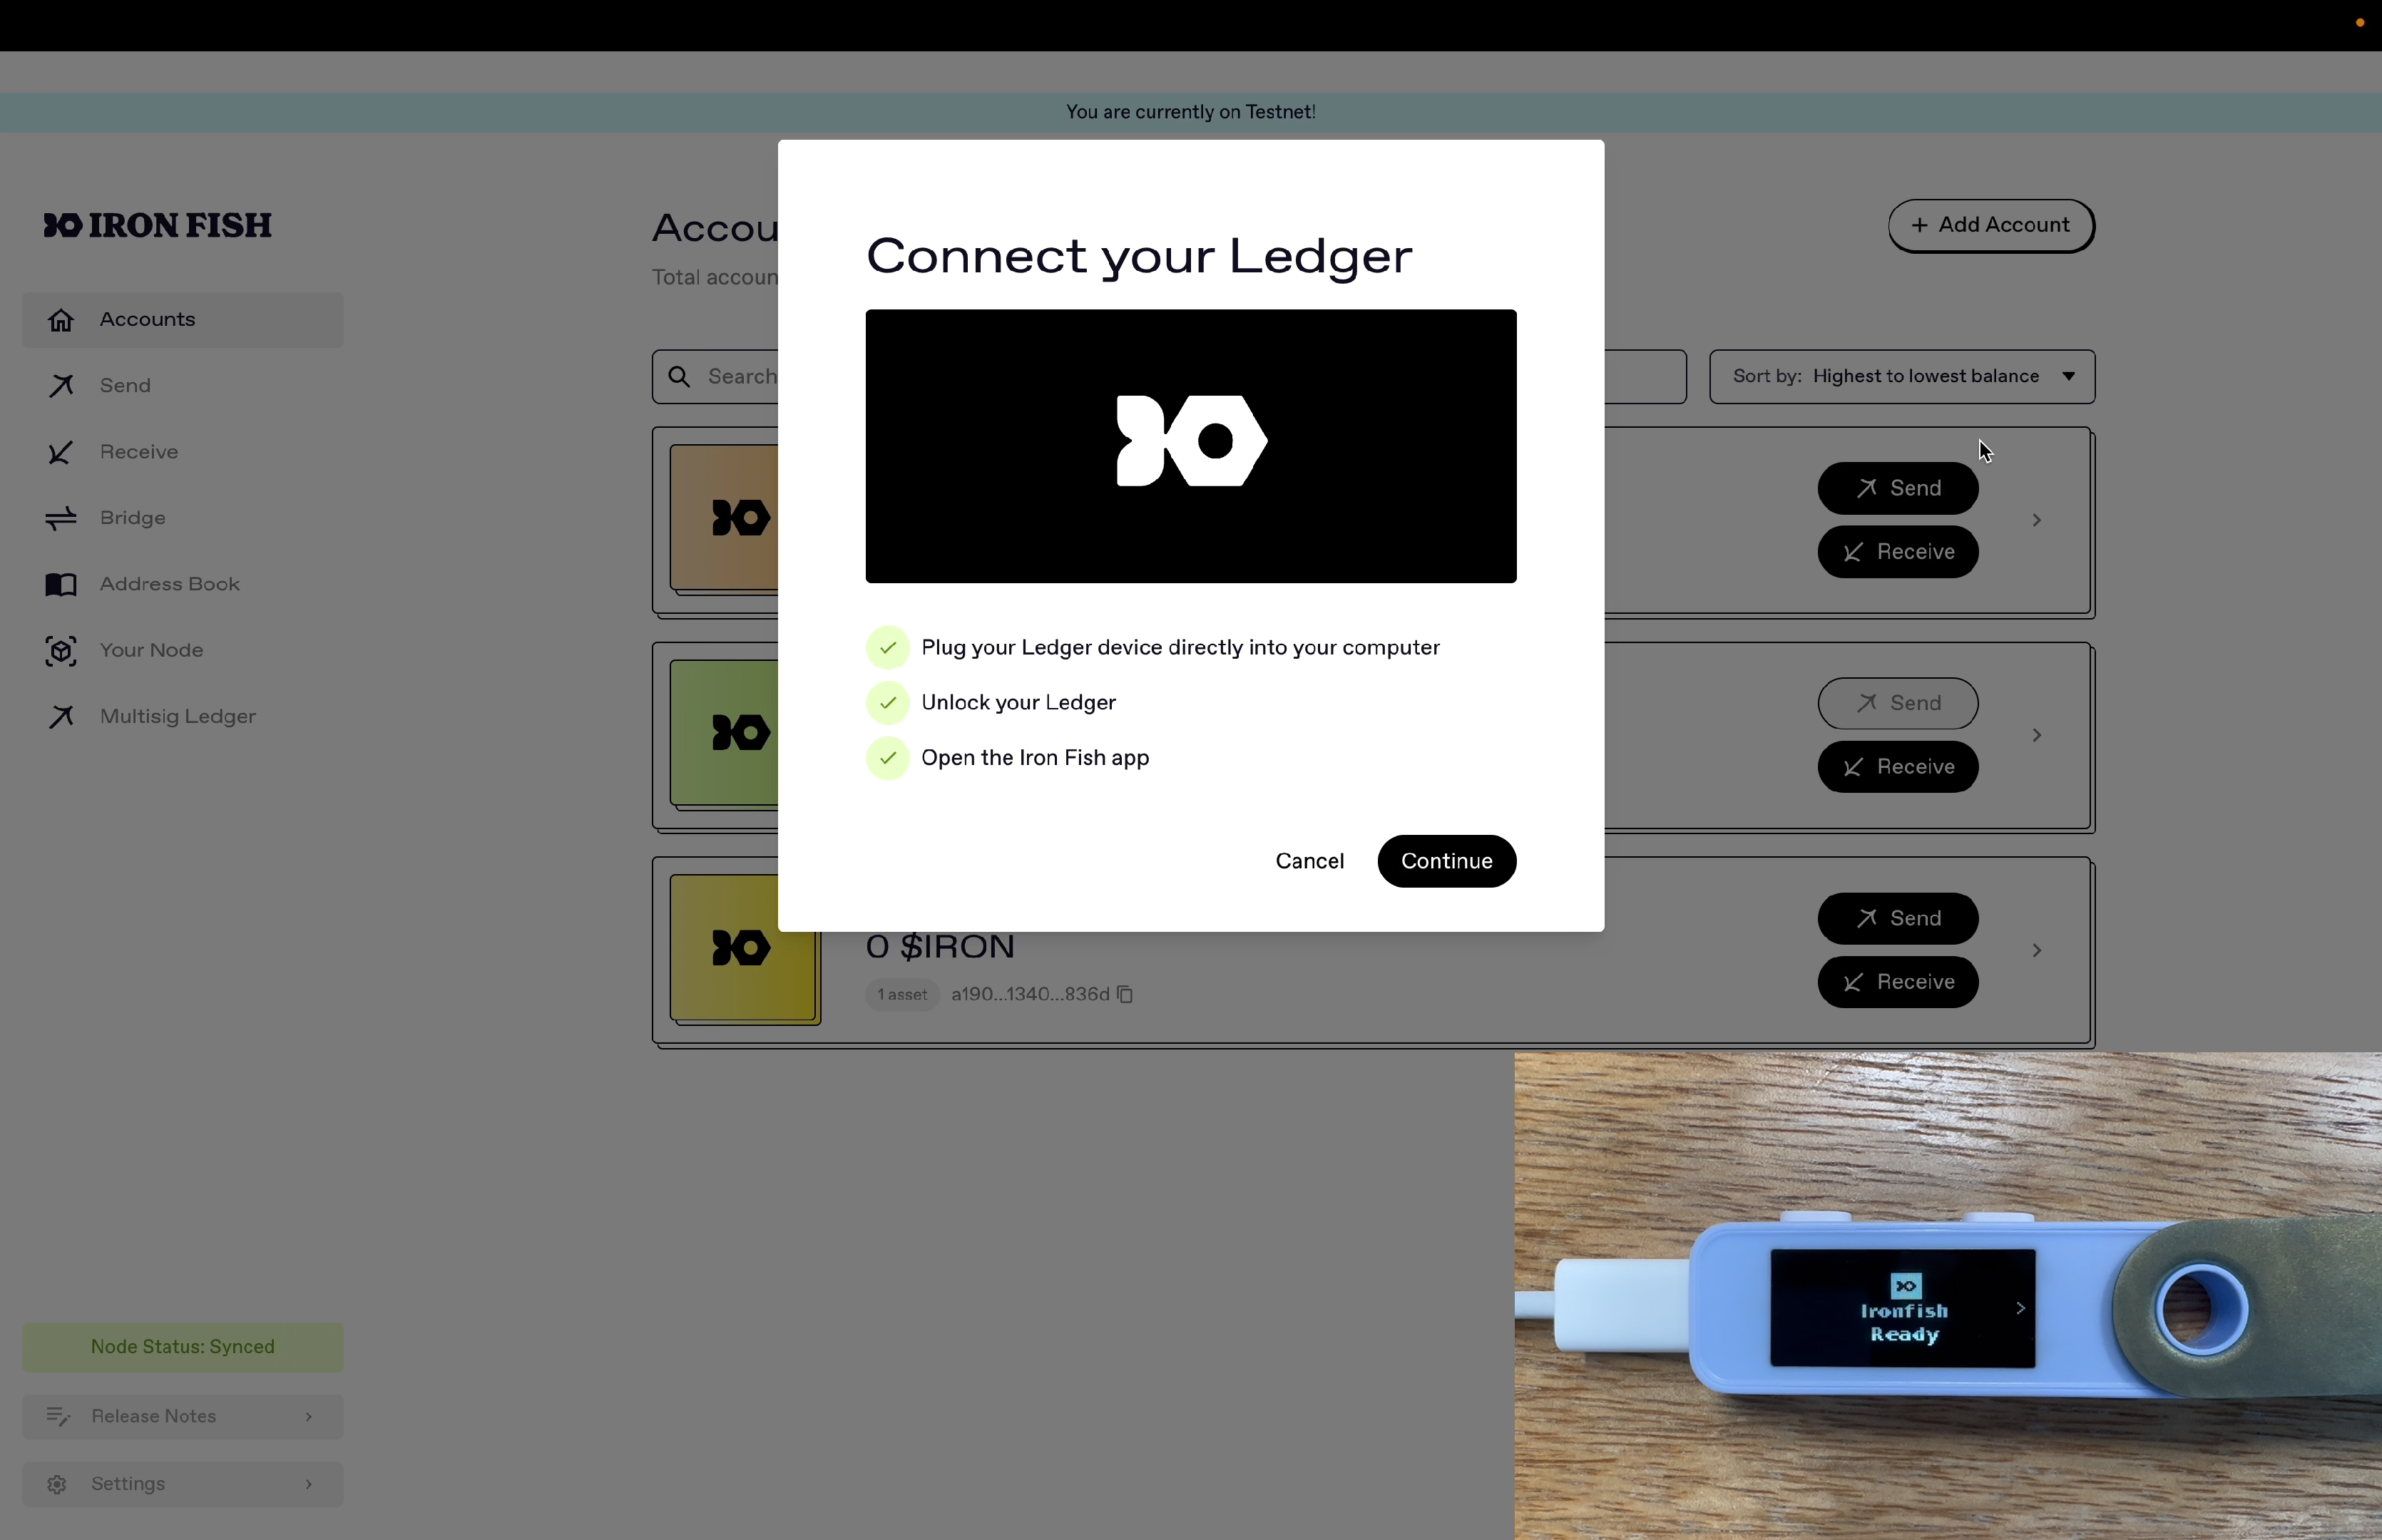 You are currently on Testnet!
IRON FISH
Accounts
Send
Receive
Bridge
Address Book
Your Node
Multisig Ledger
Node Status: Synced
Release Notes
Settings
Accou
Total accoun
+ Add Account
Search
Sort by: Highest to lowest balance
Send
Receive
Send
Receive
0 $IRON
1 asset a190...1340...836d
Send
Receive
Connect your Ledger
Plug your Ledger device directly into your computer
Unlock your Ledger
Open the Iron Fish app
Cancel
Continue
Ironfish
Ready